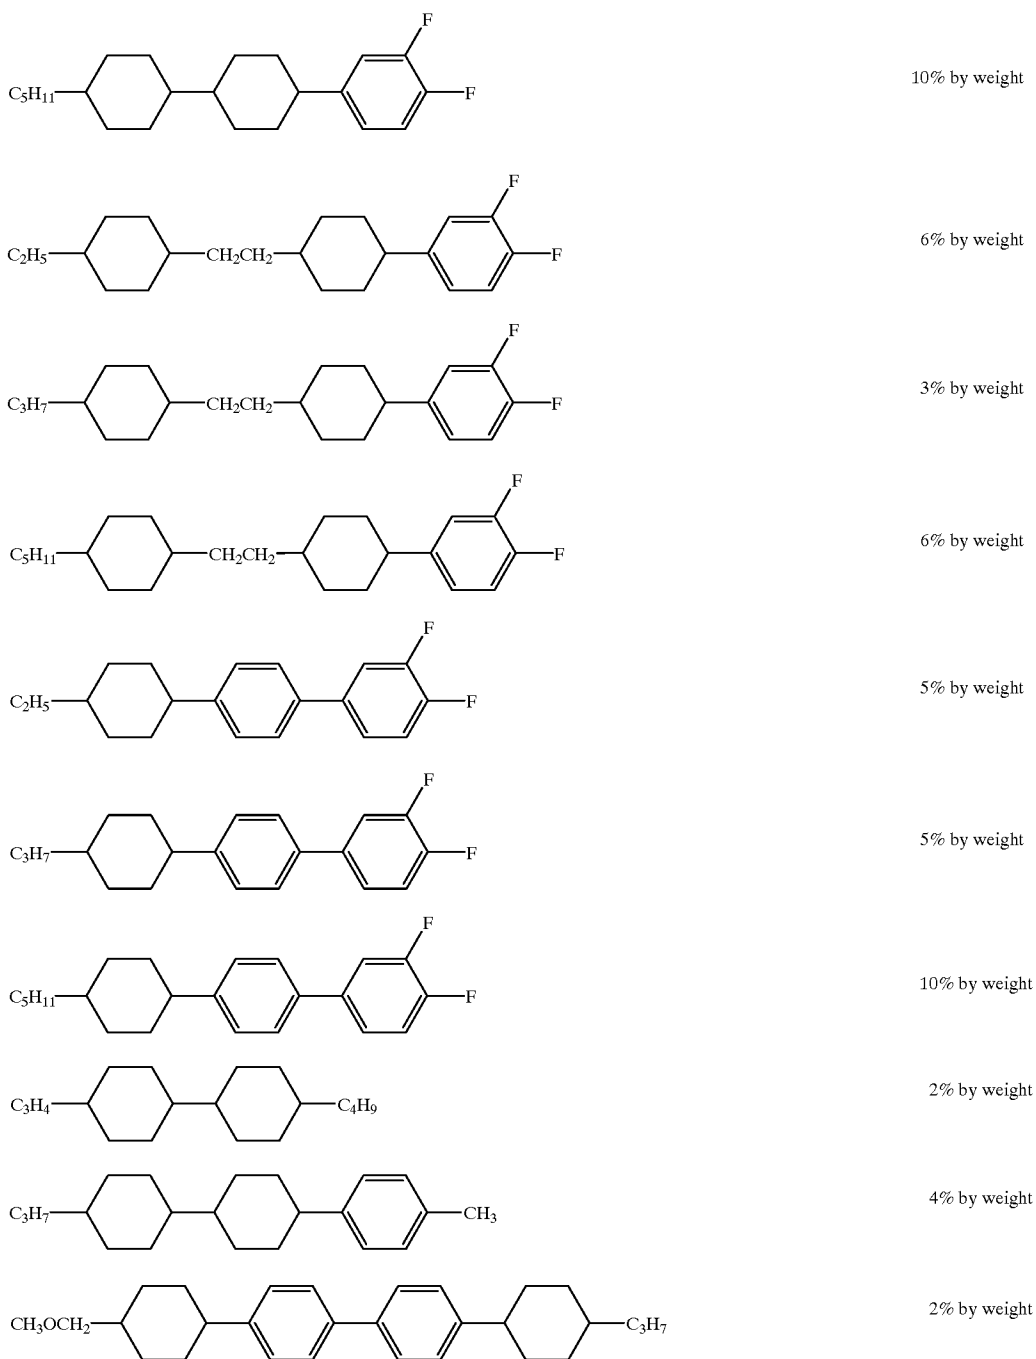 F
C₅H₁₁ F 10% by weight
F
C₂H₅ CH₂CH₂ F 6% by weight
F
C₃H₇ CH₂CH₂ F 3% by weight
F
C₅H₁₁ CH₂CH₂ F 6% by weight
F
C₂H₅ F 5% by weight
F
C₃H₇ F 5% by weight
F
C₅H₁₁ F 10% by weight
C₃H₄ C₄H₉ 2% by weight
C₃H₇ CH₃ 4% by weight
CH₃OCH₂ C₃H₇ 2% by weight